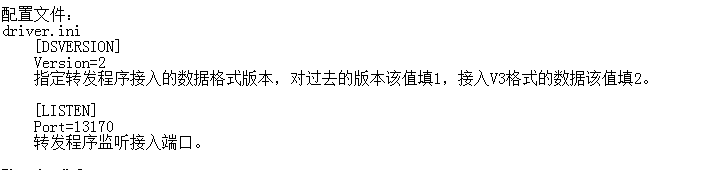 配置文件：
driver.ini
[DSVERSION]
Version=2
指定转发程序接入的数据格式版本，对过去的版本该值填1，接入V3格式的数据该值填2。
[LISTEN]
Port=13170
转发程序监听接入端口。